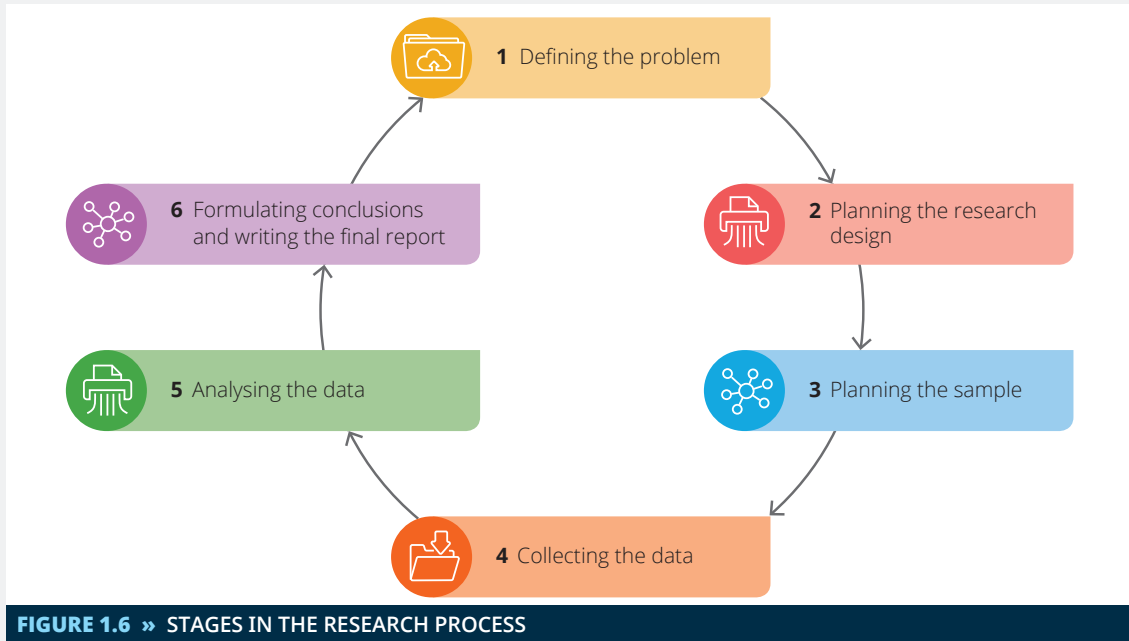 1 Defining the problem
2 Planning the research
design
3 Planning the sample
4 Collecting the data
5 Analysing the data
6 Formulating conclusions
and writing the final report
FIGURE 1.6 » STAGES IN THE RESEARCH PROCESS